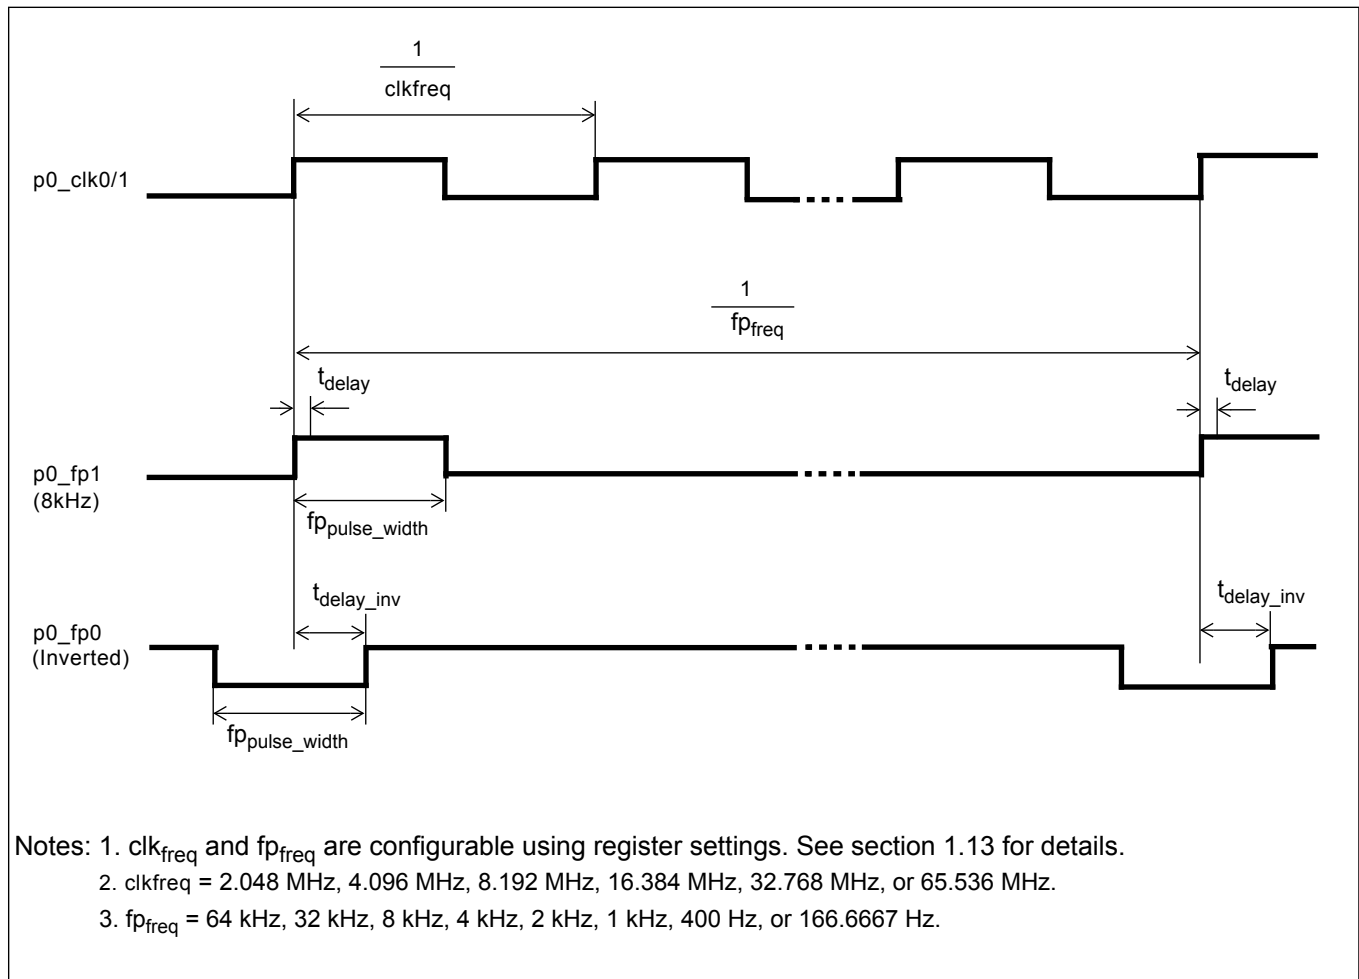 1
clkfreq
p0_clk0/1
1
fpfreq
tdelay
tdelay
p0_fp1
(8kHz)
fppulse_width
tdelay_inv
tdelay_inv
p0_fp0
(Inverted)
fppulse_width
Notes: 1. clkfreq and fpfreq are configurable using register settings. See section 1.13 for details.
2. clkfreq = 2.048 MHz, 4.096 MHz, 8.192 MHz, 16.384 MHz, 32.768 MHz, or 65.536 MHz.
3. fpfreq = 64 kHz, 32 kHz, 8 kHz, 4 kHz, 2 kHz, 1 kHz, 400 Hz, or 166.6667 Hz.